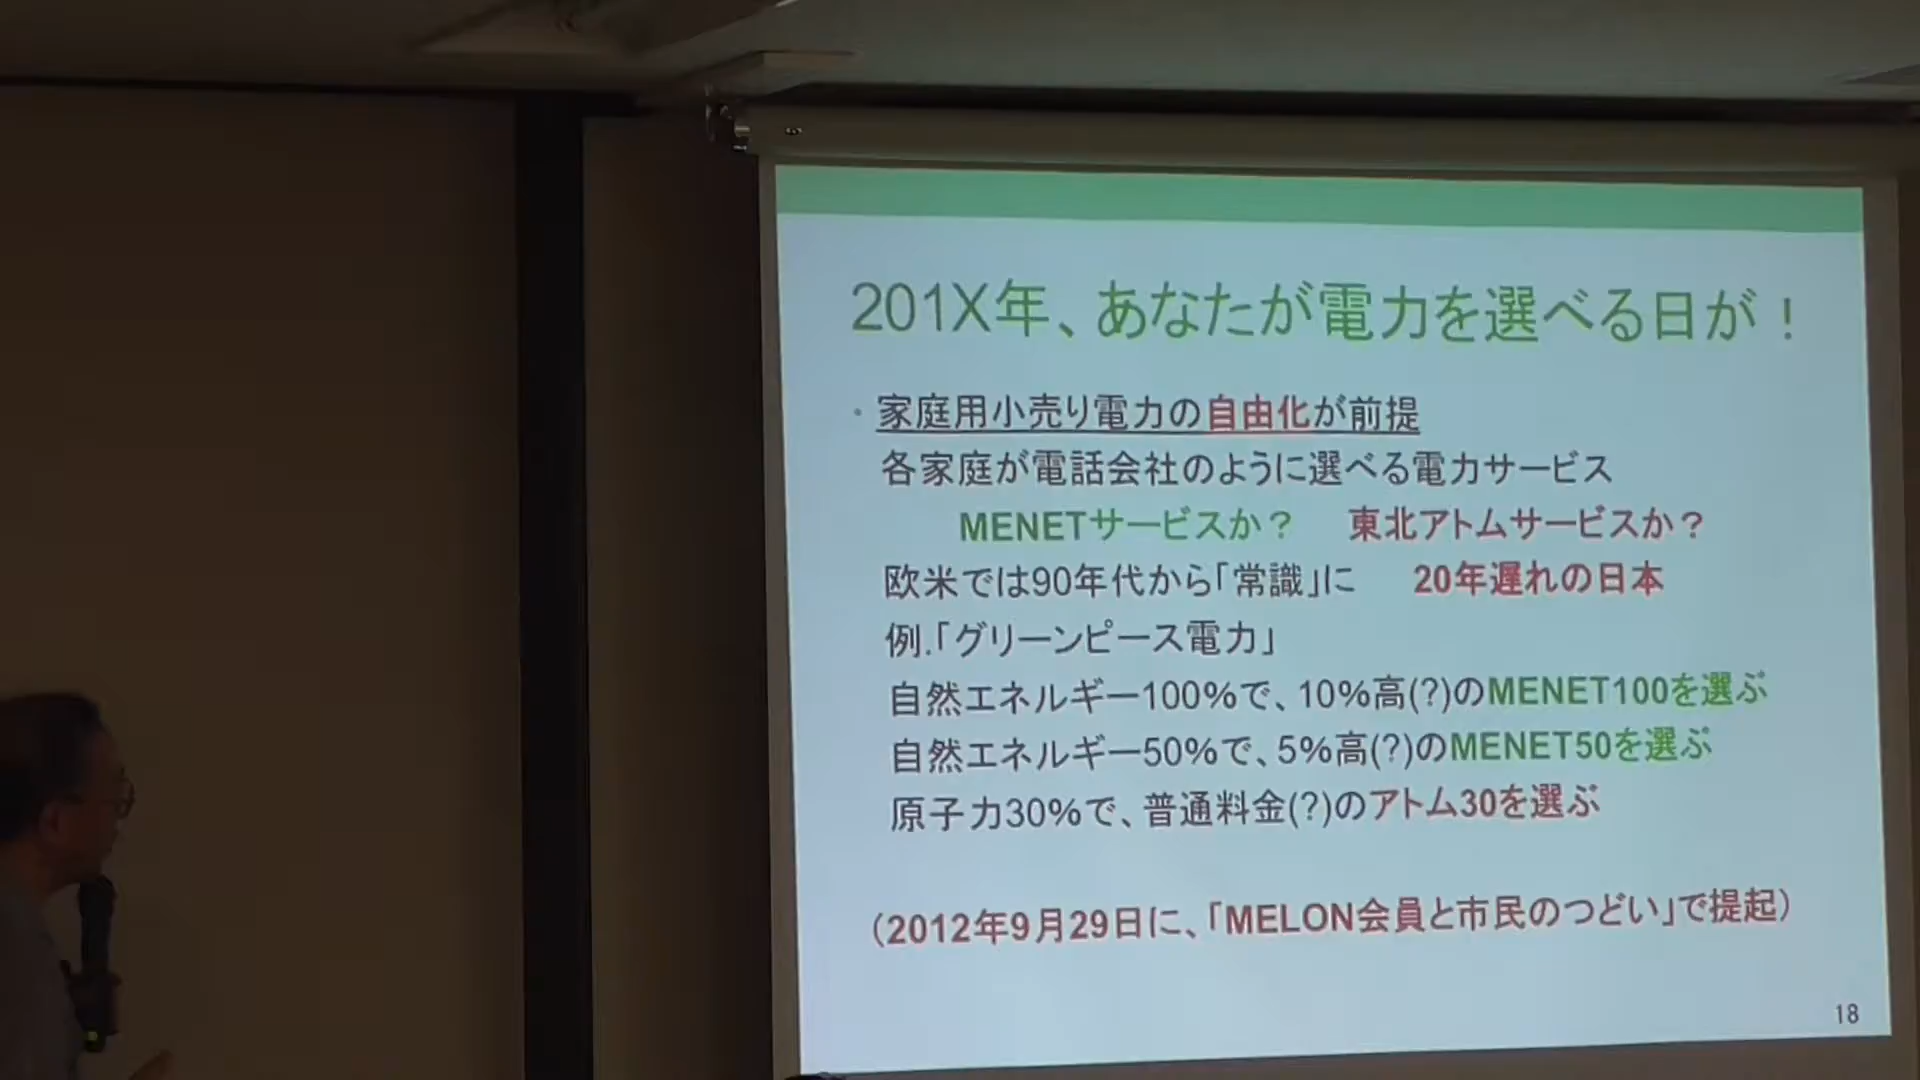 201X年、あなたが電力を選べる日が！
・家庭用小売り電力の自由化が前提
各家庭が電話会社のように選べる電力サービス
MENETサービスか？ 東北アトムサービスか？
欧米では90年代から「常識」に 20年遅れの日本
例.「グリーンピース電力」
自然エネルギー100%で、10%高(?)のMENET100を選ぶ
自然エネルギー50%で、5%高(?)のMENET50を選ぶ
原子力30%で、普通料金(?)のアトム30を選ぶ
（2012年9月29日に、「MELON会員と市民のつどい」で提起）
18